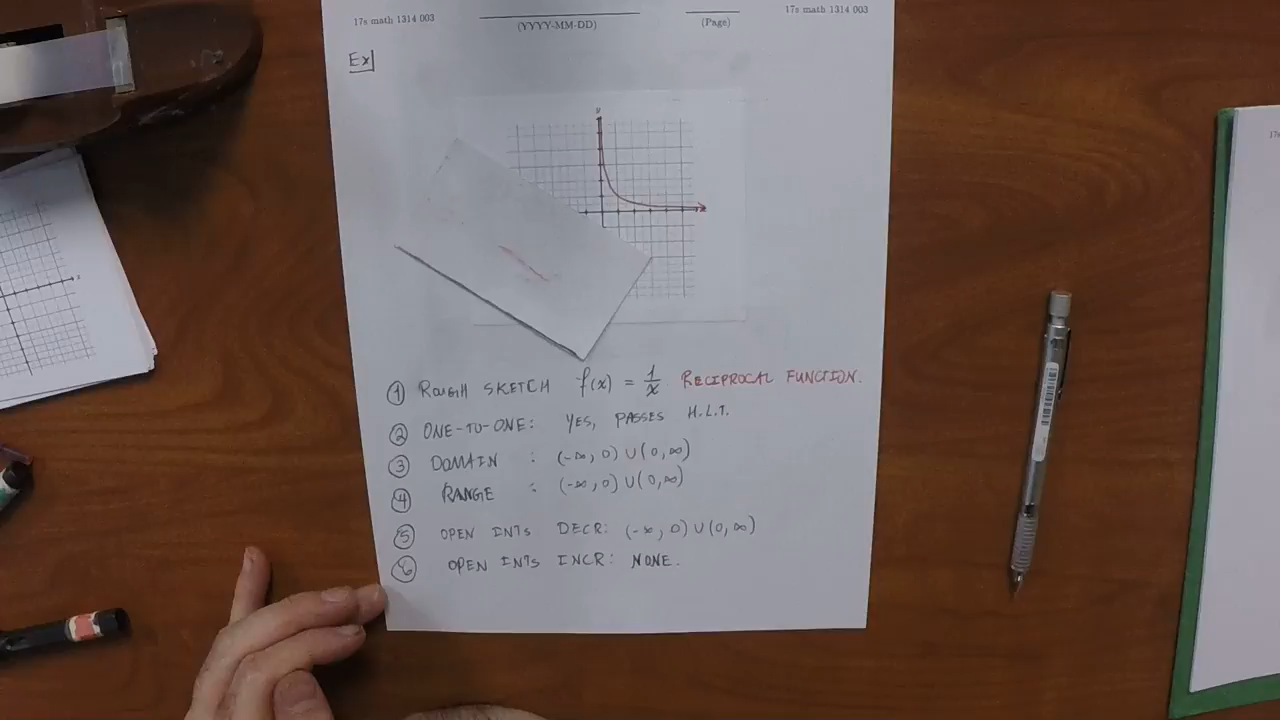 17s math 1314 003
(YYYY-MM-DD)
(Page)
17s math 1314 003
Ex
y
① ROUGH SKETCH f(x) = 1/x RECIPROCAL FUNCTION.
② ONE-TO-ONE: YES, PASSES H.L.T.
③ DOMAIN : (-∞, 0) ∪ (0, ∞)
④ RANGE : (-∞, 0) ∪ (0, ∞)
⑤ OPEN INTs DECR: (-∞, 0) ∪ (0, ∞)
⑥ OPEN INTs INCR: NONE.